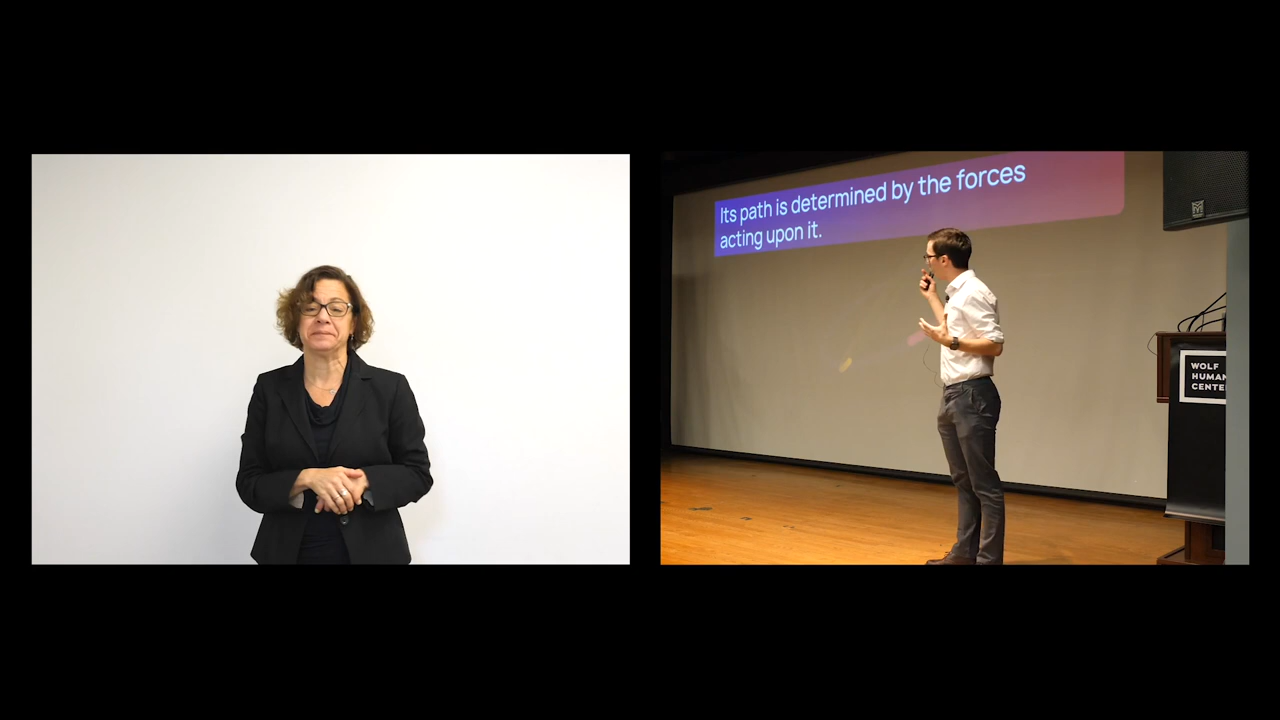 Its path is determined by the forces
acting upon it.
WOLF
HUMAN
CENTE